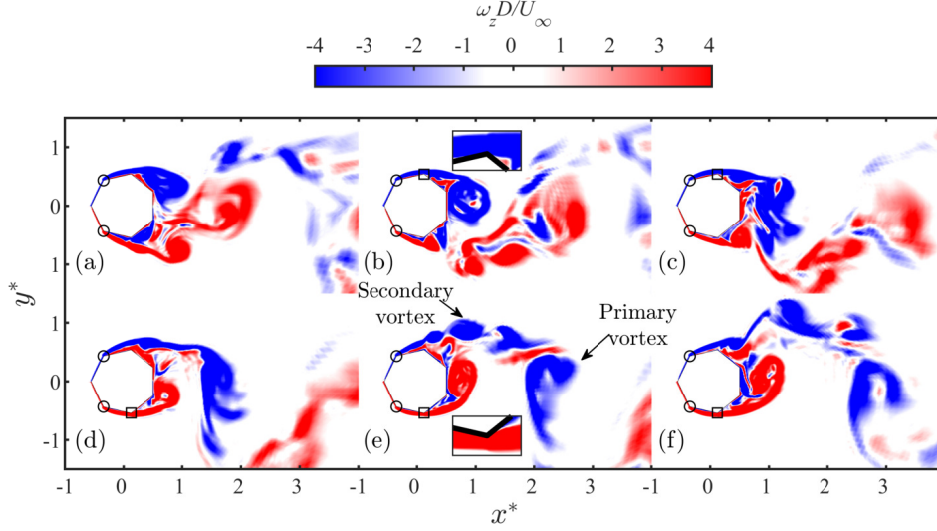 ω_z D/U_∞
-4 -3 -2 -1 0 1 2 3 4
1
0
1
(a) (b) (c)
y*
Secondary
vortex
Primary
vortex
1
0
-1
(d) (e) (f)
-1 0 1 2 3 -1 0 1 2 3 -1 0 1 2 3
x*